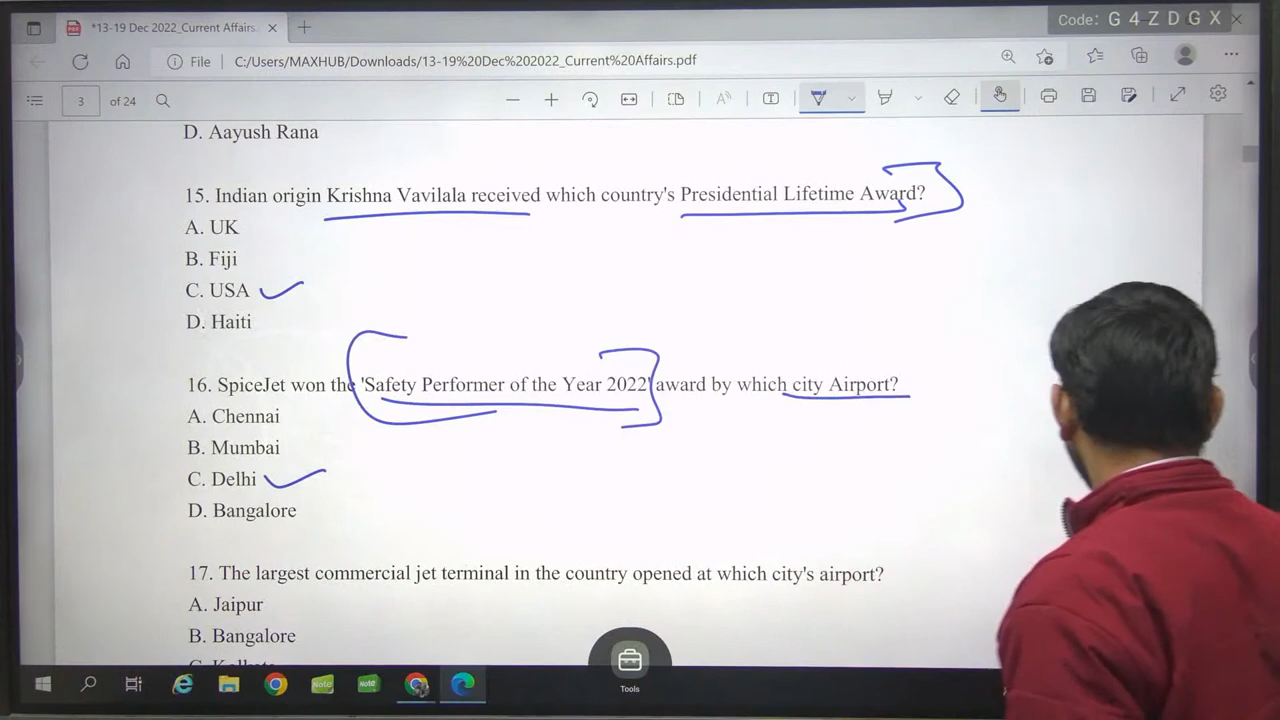 Code: G 4 Z D G X
*13-19 Dec 2022_Current Affairs.
File C:/Users/MAXHUB/Downloads/13-19%20Dec%202022_Current%20Affairs.pdf
3 of 24
D. Aayush Rana
15. Indian origin Krishna Vavilala received which country's Presidential Lifetime Award?
A. UK
B. Fiji
C. USA
D. Haiti
16. SpiceJet won the 'Safety Performer of the Year 2022' award by which city Airport?
A. Chennai
B. Mumbai
C. Delhi
D. Bangalore
17. The largest commercial jet terminal in the country opened at which city's airport?
A. Jaipur
B. Bangalore
Tools
Note
Note